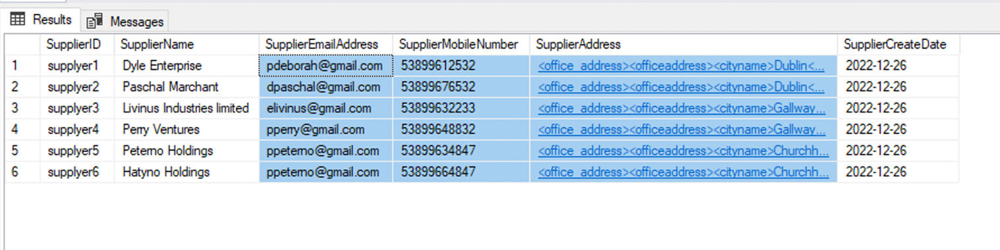 Results Messages
SupplierID SupplierName SupplierEmailAddress SupplierMobileNumber SupplierAddress SupplierCreateDate
1 supplyer1 Dyle Enterprise pdeborah@gmail.com 53899612532 <office_address><officeaddress><cityname>Dublin<... 2022-12-26
2 supplyer2 Paschal Marchant dpaschal@gmail.com 53899676532 <office_address><officeaddress><cityname>Dublin<... 2022-12-26
3 supplyer3 Livinus Industries limited elivinus@gmail.com 53899632233 <office_address><officeaddress><cityname>Gallway... 2022-12-26
4 supplyer4 Perry Ventures pperry@gmail.com 53899648832 <office_address><officeaddress><cityname>Gallway... 2022-12-26
5 supplyer5 Peterno Holdings ppeterno@gmail.com 53899634847 <office_address><officeaddress><cityname>Churchh... 2022-12-26
6 supplyer6 Hatyno Holdings ppeterno@gmail.com 53899664847 <office_address><officeaddress><cityname>Churchh... 2022-12-26